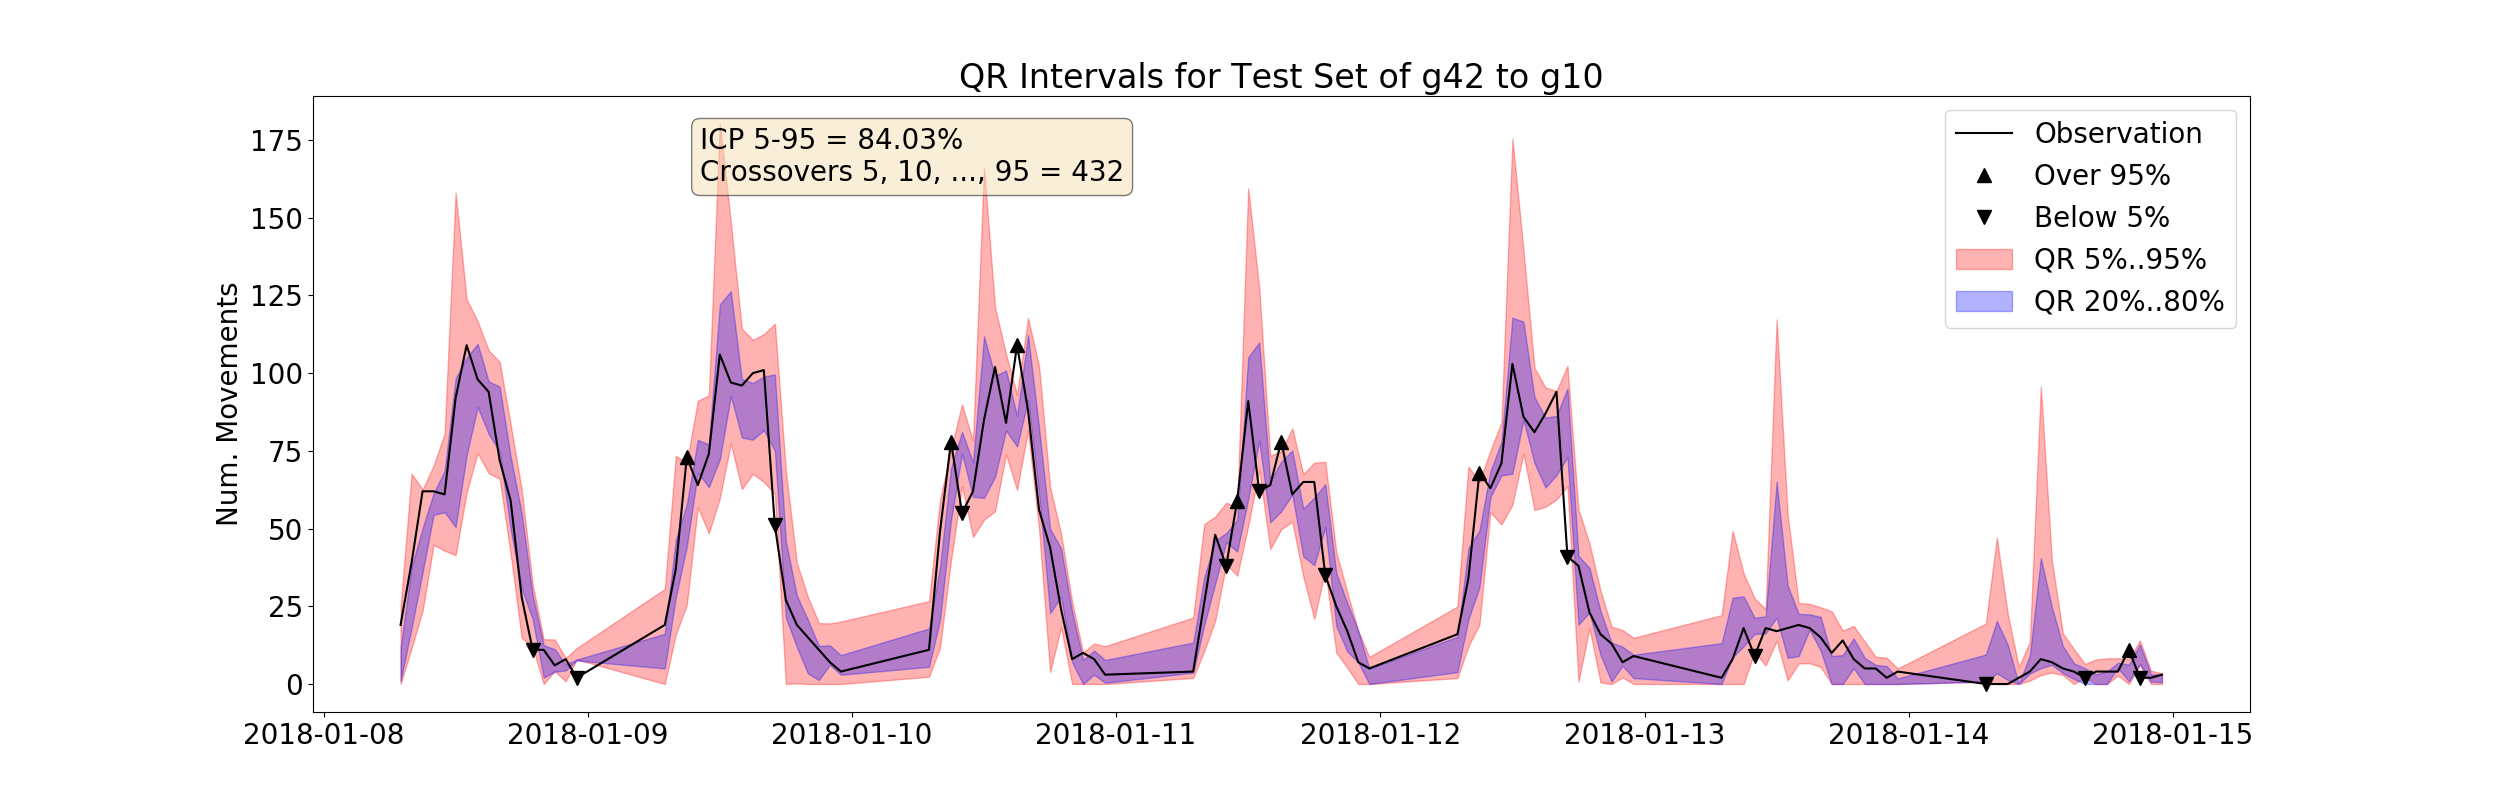 QR Intervals for Test Set of g42 to g10
ICP 5-95 = 84.03%
Crossovers 5, 10, ..., 95 = 432
Observation
Over 95%
Below 5%
QR 5%..95%
QR 20%..80%
Num. Movements
175
150
125
100
75
50
25
0
2018-01-08
2018-01-09
2018-01-10
2018-01-11
2018-01-12
2018-01-13
2018-01-14
2018-01-15